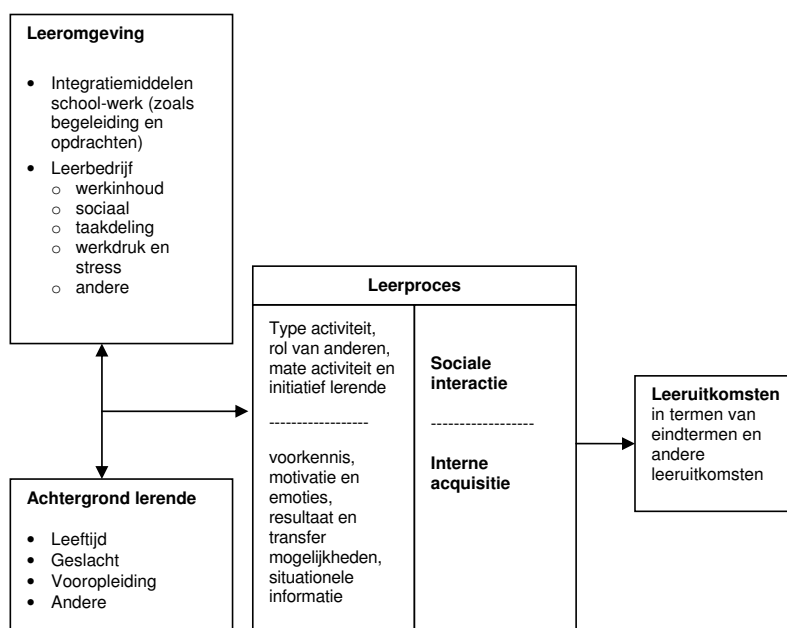 Leeromgeving
• Integratiemiddelen
school-werk (zoals
begeleiding en
opdrachten)
• Leerbedrijf
o werkinhoud
o sociaal
o taakdeling
o werkdruk en
stress
o andere
Achtergrond lerende
• Leeftijd
• Geslacht
• Vooropleiding
• Andere
Leerproces
Type activiteit,
rol van anderen,
mate activiteit en
initiatief lerende
------------------
voorkennis,
motivatie en
emoties,
resultaat en
transfer
mogelijkheden,
situationele
informatie
Sociale
interactie
------------------
Interne
acquisitie
Leeruitkomsten
in termen van
eindtermen en
andere
leeruitkomsten